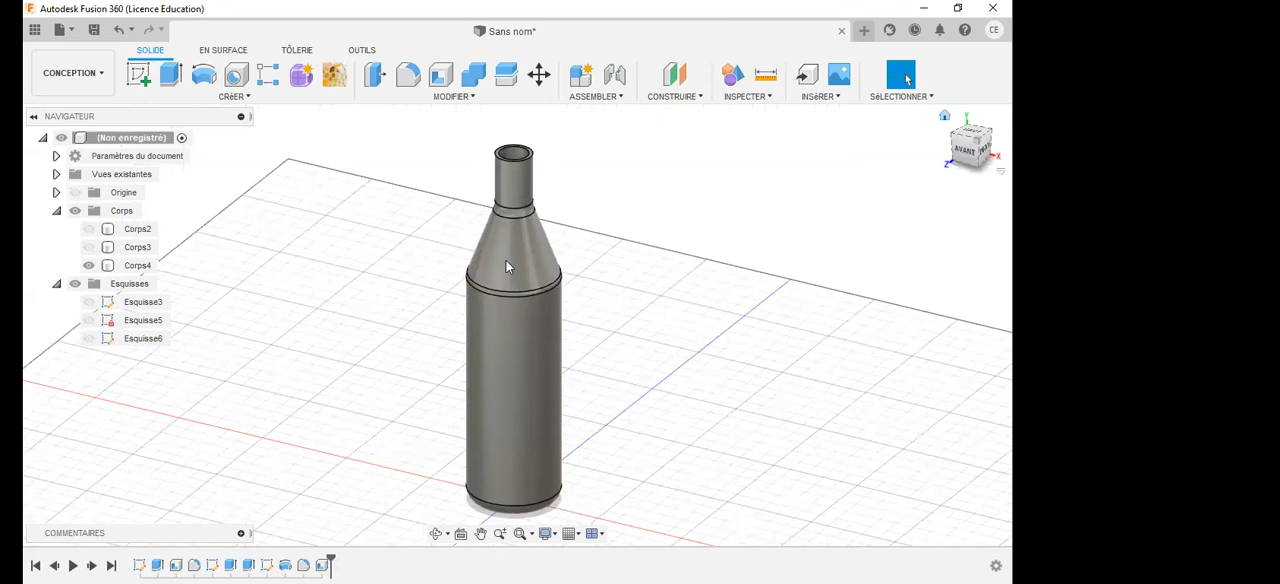 Autodesk Fusion 360 (Licence Education)
Sans nom*
CE
SOLIDE
EN SURFACE
TÔLERIE
OUTILS
CONCEPTION
CRÉER
MODIFIER
ASSEMBLER
CONSTRUIRE
INSPECTER
INSÉRER
SÉLECTIONNER
NAVIGATEUR
(Non enregistré)
Paramètres du document
Vues existantes
Origine
Corps
Corps2
Corps3
Corps4
Esquisses
Esquisse3
Esquisse5
Esquisse6
Y
AVANT
X
Z
COMMENTAIRES